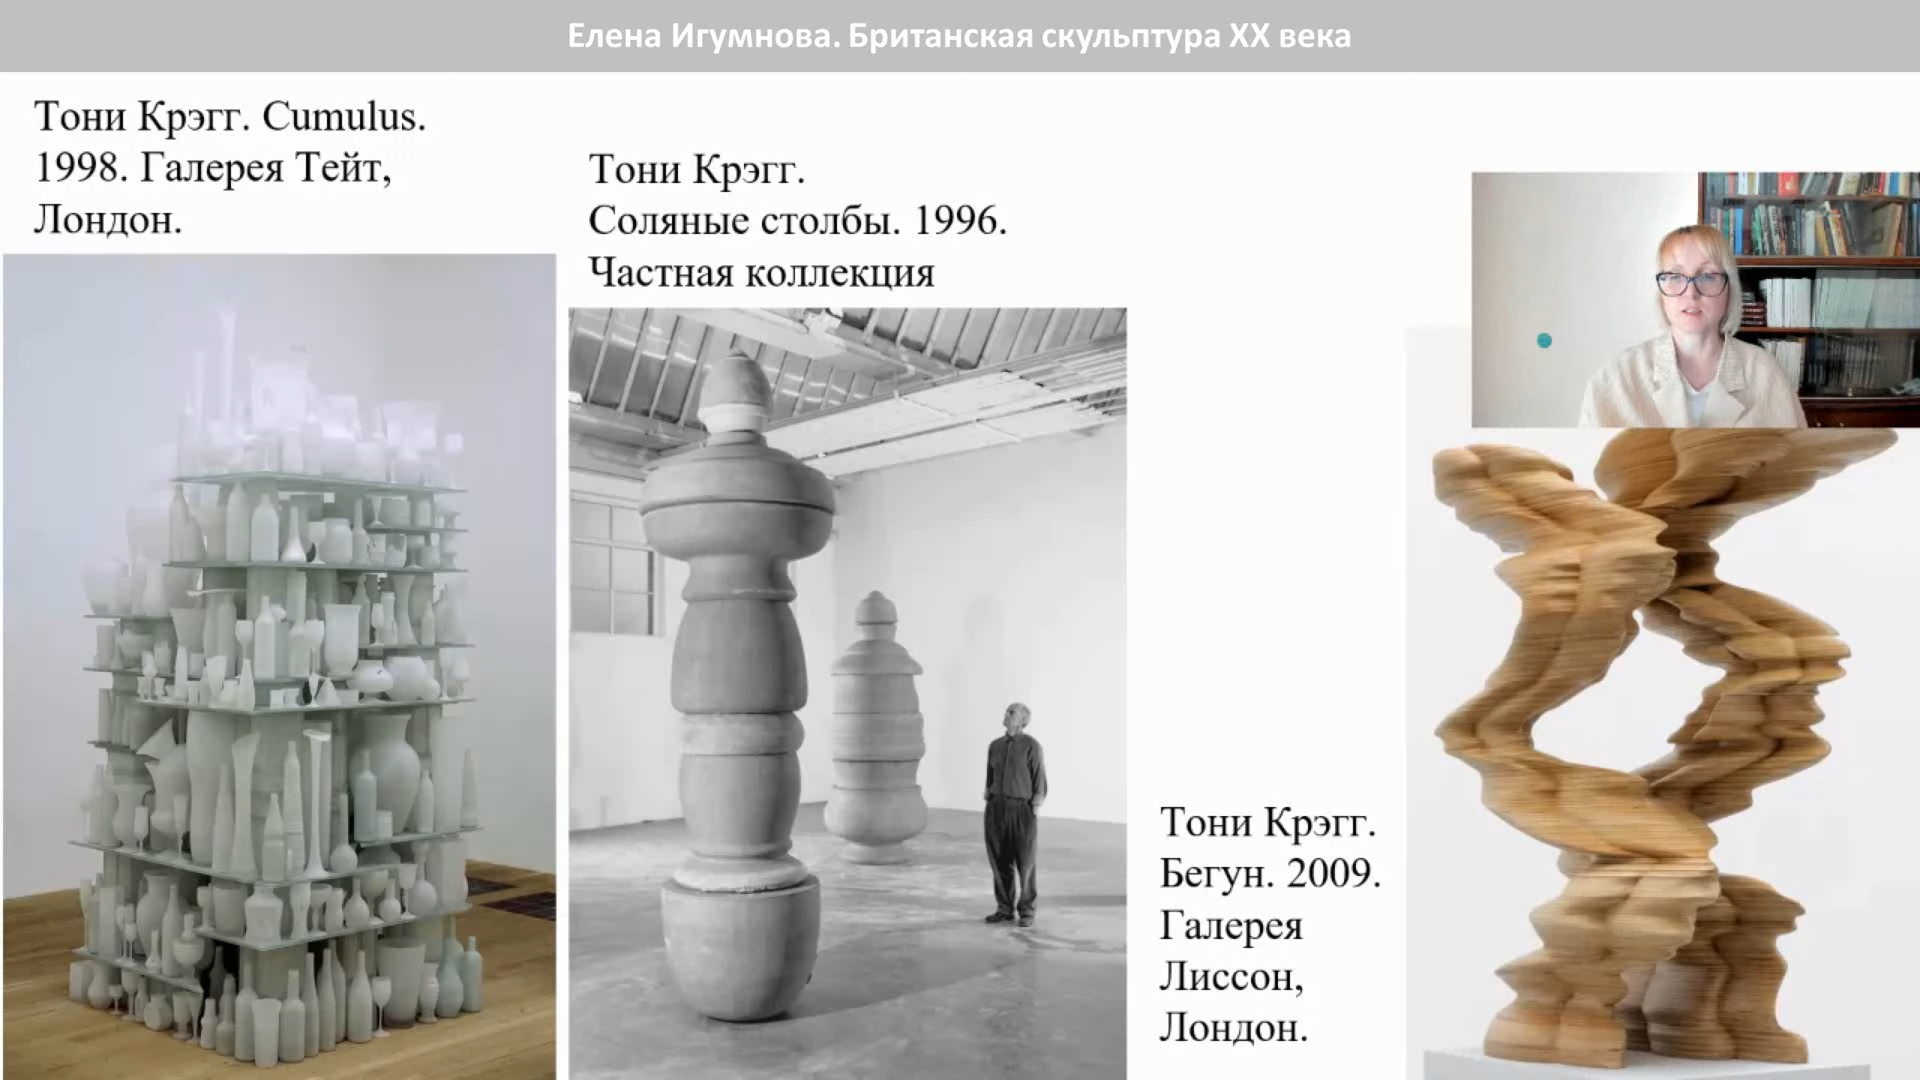 Елена Игумнова. Британская скульптура XX века
Тони Крэгг. Cumulus.
1998. Галерея Тейт,
Лондон.
Тони Крэгг.
Соляные столбы. 1996.
Частная коллекция
Тони Крэгг.
Бегун. 2009.
Галерея
Лиссон,
Лондон.